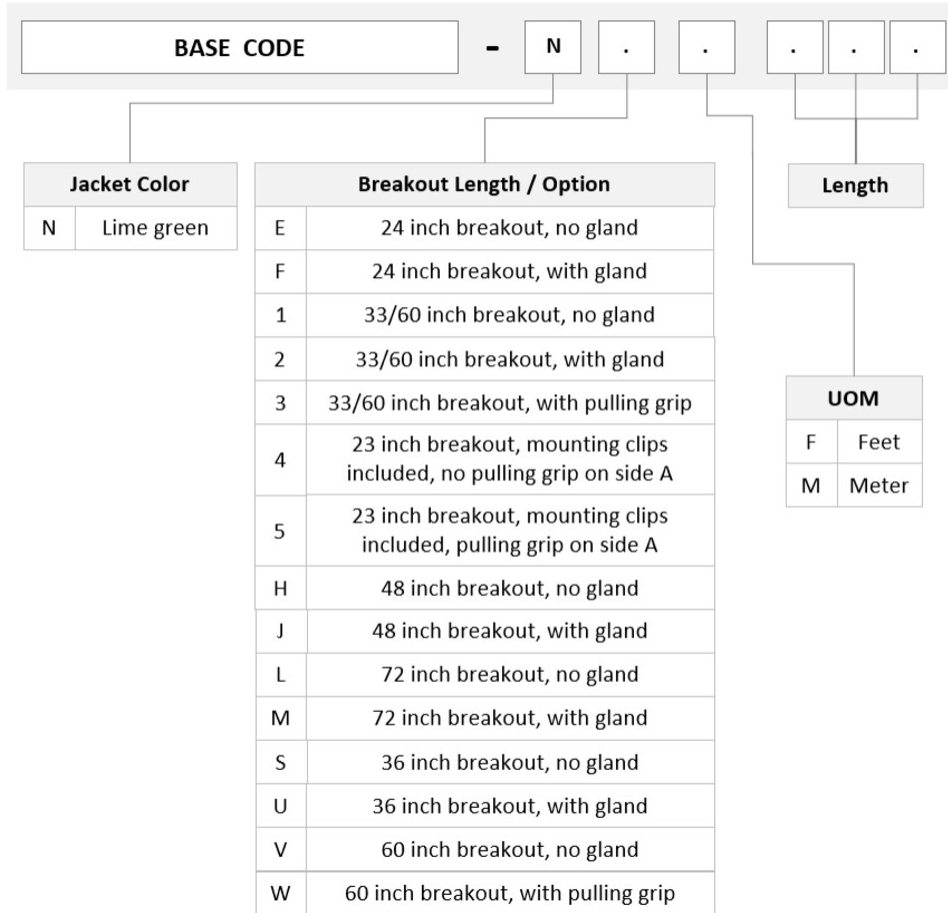 BASE CODE - N . . . . .
Jacket Color
N Lime green
Breakout Length / Option
E 24 inch breakout, no gland
F 24 inch breakout, with gland
1 33/60 inch breakout, no gland
2 33/60 inch breakout, with gland
3 33/60 inch breakout, with pulling grip
4 23 inch breakout, mounting clips
included, no pulling grip on side A
5 23 inch breakout, mounting clips
included, pulling grip on side A
H 48 inch breakout, no gland
J 48 inch breakout, with gland
L 72 inch breakout, no gland
M 72 inch breakout, with gland
S 36 inch breakout, no gland
U 36 inch breakout, with gland
V 60 inch breakout, no gland
W 60 inch breakout, with pulling grip
Length
UOM
F Feet
M Meter